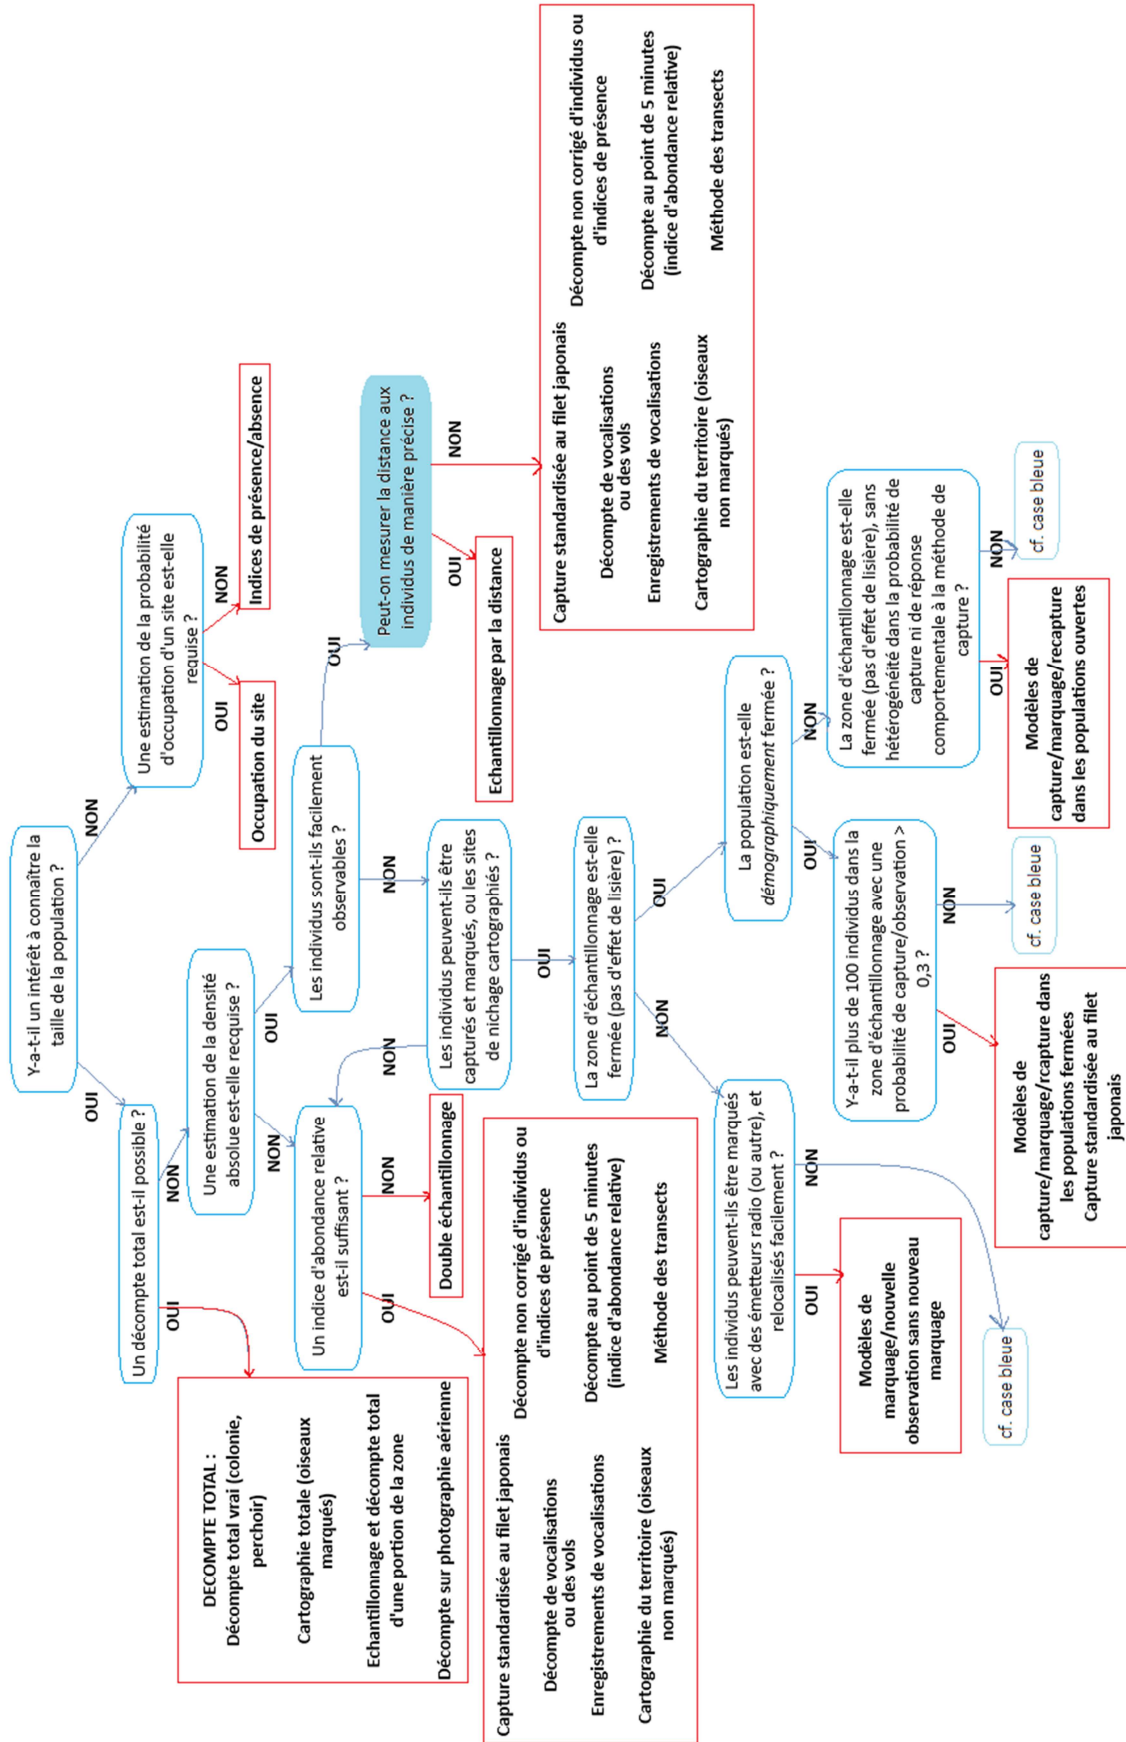 Y-a-t-il un intérêt à connaître la
taille de la population ?
OUI
NON
Un décompte total est-il possible ?
OUI
NON
DECOMPTE TOTAL :
Décompte total vrai (colonie,
perchoir)
Cartographie totale (oiseaux
marqués)
Echantillonnage et décompte total
d'une portion de la zone
Décompte sur photographie aérienne
Une estimation de la densité
absolue est-elle recquise ?
NON
OUI
Une estimation de la probabilité
d'occupation d'un site est-elle
requise ?
OUI
NON
Occupation du site
Indices de présence/absence
Un indice d'abondance relative
est-il suffisant ?
OUI
NON
Double échantillonnage
Capture standardisée au filet japonais
Décompte de vocalisations
ou des vols
Enregistrements de vocalisations
Cartographie du territoire (oiseaux
non marqués)
Décompte non corrigé d'individus ou
d'indices de présence
Décompte au point de 5 minutes
(indice d'abondance relative)
Méthode des transects
Les individus sont-ils facilement
observables ?
NON
OUI
Peut-on mesurer la distance aux
individus de manière précise ?
OUI
NON
Echantillonnage par la distance
Capture standardisée au filet japonais
Décompte de vocalisations
ou des vols
Enregistrements de vocalisations
Cartographie du territoire (oiseaux
non marqués)
Décompte non corrigé d'individus ou
d'indices de présence
Décompte au point de 5 minutes
(indice d'abondance relative)
Méthode des transects
Les individus peuvent-ils être
capturés et marqués, ou les sites
de nichage cartographiés ?
NON
OUI
La zone d'échantillonnage est-elle
fermée (pas d'effet de lisière) ?
NON
OUI
Les individus peuvent-ils être marqués
avec des émetteurs radio (ou autre), et
relocalisés facilement ?
OUI
NON
Modèles de
marquage/nouvelle
observation sans nouveau
marquage
cf. case bleue
La population est-elle
démographiquement fermée ?
OUI
NON
Y-a-t-il plus de 100 individus dans la
zone d'échantillonnage avec une
probabilité de capture/observation >
0,3 ?
OUI
NON
Modèles de
capture/marquage/rcapture dans
les populations fermées
Capture standardisée au filet
japonais
cf. case bleue
La zone d'échantillonnage est-elle
fermée (pas d'effet de lisière), sans
hétérogénéité dans la probabilité de
capture ni de réponse
comportementale à la méthode de
capture ?
OUI
NON
Modèles de
capture/marquage/recapture
dans les populations ouvertes
cf. case bleue